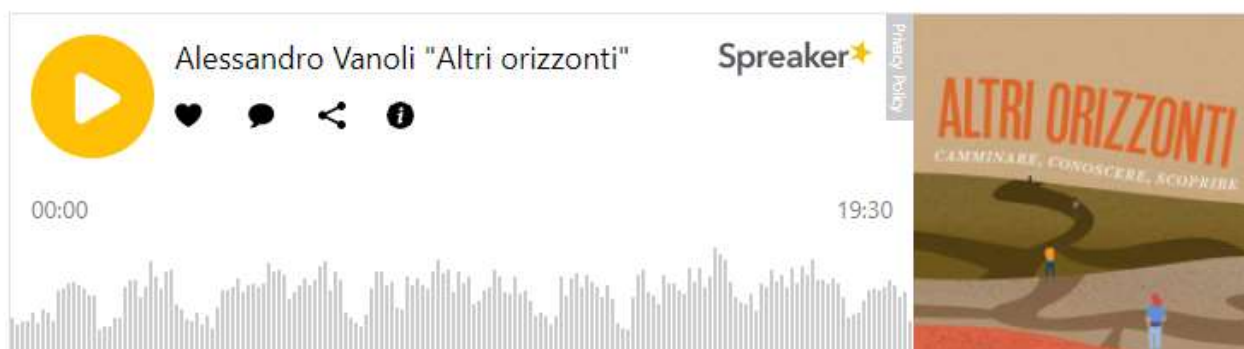 Alessandro Vanoli "Altri orizzonti"
Spreaker
Privacy Policy
00:00
19:30
ALTRI ORIZZONTI
CAMMINARE, CONOSCERE, SCOPRIRE